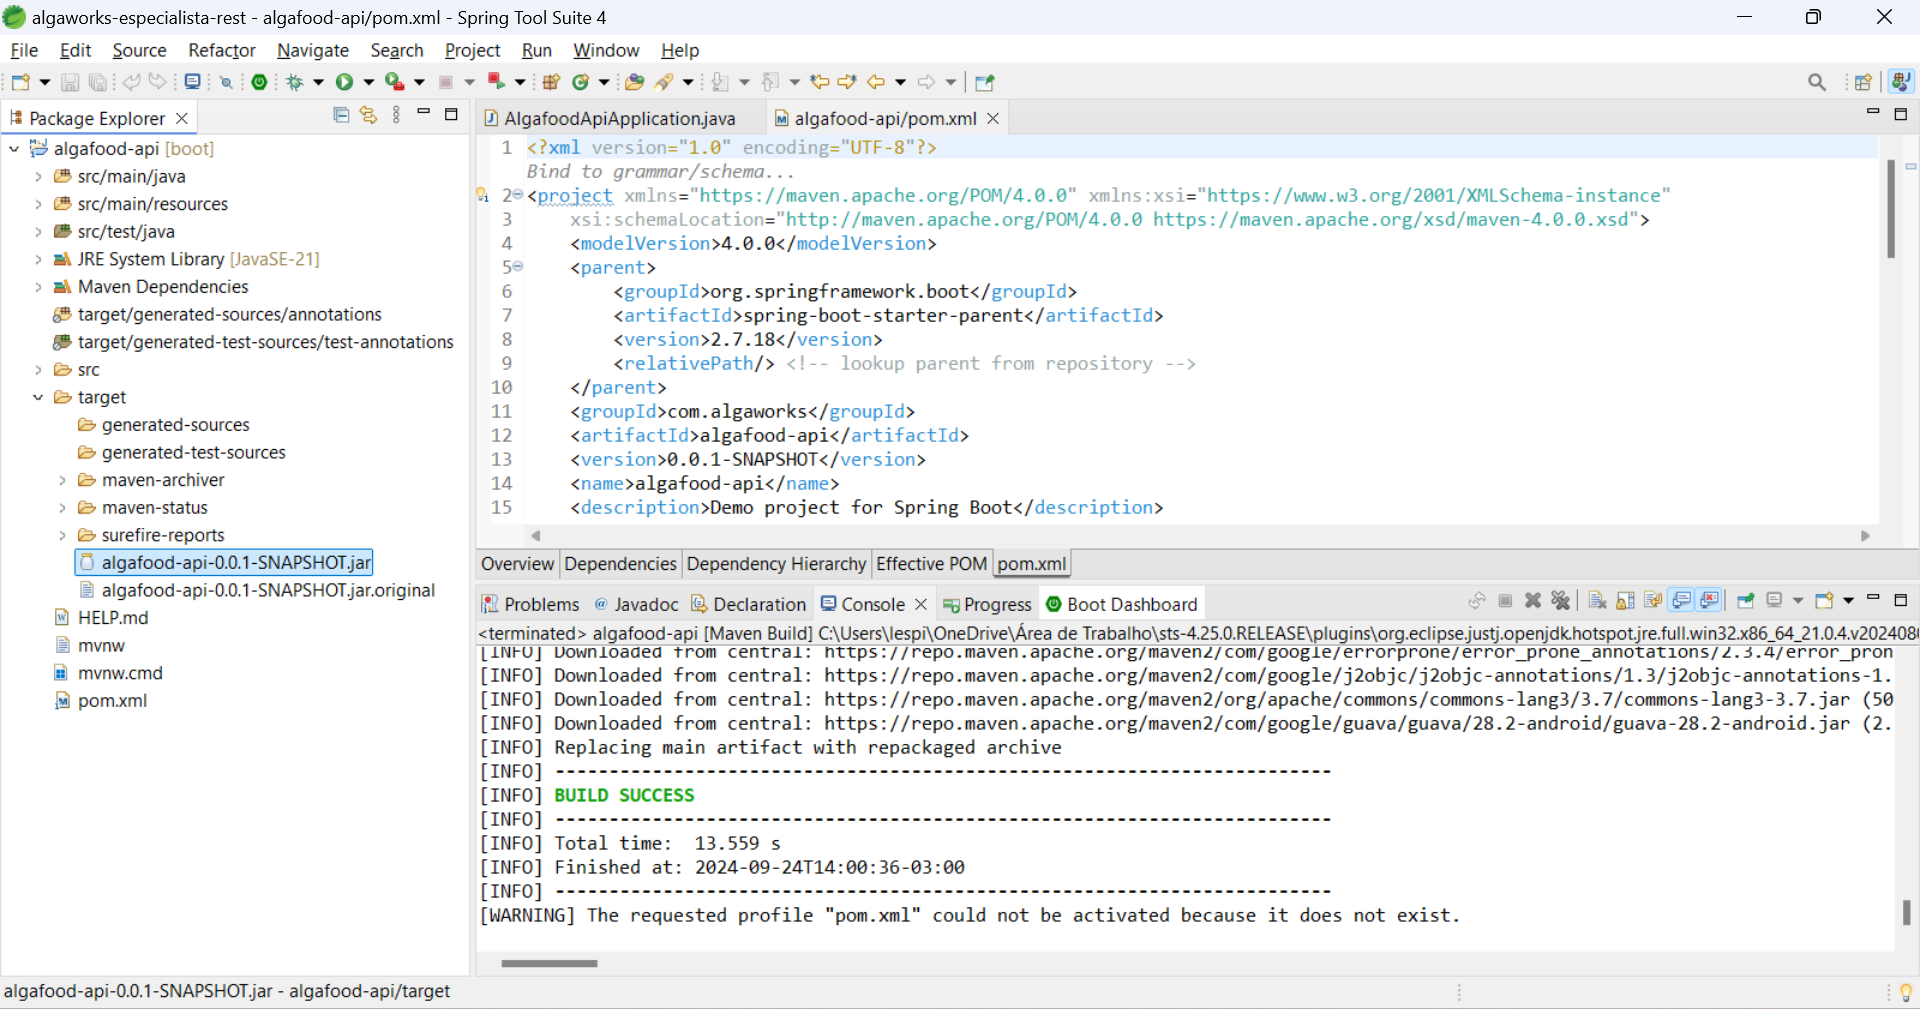 algaworks-especialista-rest - algafood-api/pom.xml - Spring Tool Suite 4
File Edit Source Refactor Navigate Search Project Run Window Help
Package Explorer
algafood-api [boot]
src/main/java
src/main/resources
src/test/java
JRE System Library [JavaSE-21]
Maven Dependencies
target/generated-sources/annotations
target/generated-test-sources/test-annotations
src
target
generated-sources
generated-test-sources
maven-archiver
maven-status
surefire-reports
algafood-api-0.0.1-SNAPSHOT.jar
algafood-api-0.0.1-SNAPSHOT.jar.original
HELP.md
mvnw
mvnw.cmd
pom.xml
AlgafoodApiApplication.java algafood-api/pom.xml
1 <?xml version="1.0" encoding="UTF-8"?>
Bind to grammar/schema...
2 <project xmlns="https://maven.apache.org/POM/4.0.0" xmlns:xsi="https://www.w3.org/2001/XMLSchema-instance"
3 xsi:schemaLocation="http://maven.apache.org/POM/4.0.0 https://maven.apache.org/xsd/maven-4.0.0.xsd">
4 <modelVersion>4.0.0</modelVersion>
5 <parent>
6 <groupId>org.springframework.boot</groupId>
7 <artifactId>spring-boot-starter-parent</artifactId>
8 <version>2.7.18</version>
9 <relativePath/> <!-- lookup parent from repository -->
10 </parent>
11 <groupId>com.algaworks</groupId>
12 <artifactId>algafood-api</artifactId>
13 <version>0.0.1-SNAPSHOT</version>
14 <name>algafood-api</name>
15 <description>Demo project for Spring Boot</description>
Overview Dependencies Dependency Hierarchy Effective POM pom.xml
Problems Javadoc Declaration Console Progress Boot Dashboard
<terminated> algafood-api [Maven Build] C:\Users\lespi\OneDrive\Área de Trabalho\sts-4.25.0.RELEASE\plugins\org.eclipse.justj.openjdk.hotspot.jre.full.win32.x86_64_21.0.4.v202408
[INFO] Downloaded from central: https://repo.maven.apache.org/maven2/com/google/errorprone/error_prone_annotations/2.3.4/error_pron
[INFO] Downloaded from central: https://repo.maven.apache.org/maven2/com/google/j2objc/j2objc-annotations/1.3/j2objc-annotations-1.
[INFO] Downloaded from central: https://repo.maven.apache.org/maven2/org/apache/commons/commons-lang3/3.7/commons-lang3-3.7.jar (50
[INFO] Downloaded from central: https://repo.maven.apache.org/maven2/com/google/guava/guava/28.2-android/guava-28.2-android.jar (2.
[INFO] Replacing main artifact with repackaged archive
[INFO] ------------------------------------------------------------------------
[INFO] BUILD SUCCESS
[INFO] ------------------------------------------------------------------------
[INFO] Total time: 13.559 s
[INFO] Finished at: 2024-09-24T14:00:36-03:00
[INFO] ------------------------------------------------------------------------
[WARNING] The requested profile "pom.xml" could not be activated because it does not exist.
algafood-api-0.0.1-SNAPSHOT.jar - algafood-api/target